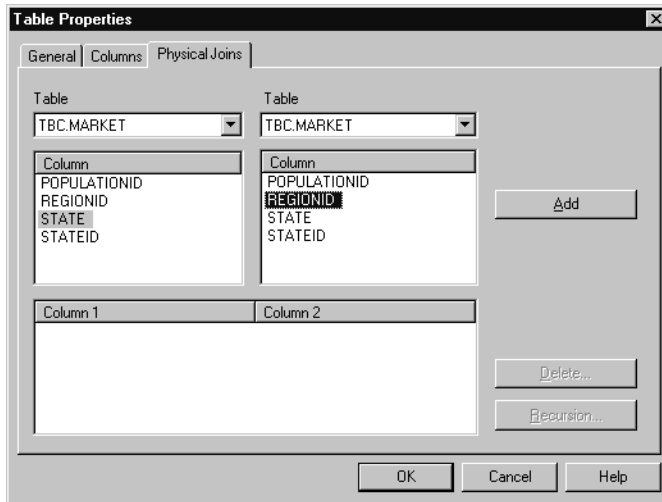 Table Properties
General Columns Physical Joins
Table Table
TBC.MARKET TBC.MARKET
Column Column
POPULATIONID POPULATIONID
REGIONID REGIONID
STATE STATE
STATEID STATEID
Add
Column 1 Column 2
Delete...
Recursion...
OK Cancel Help